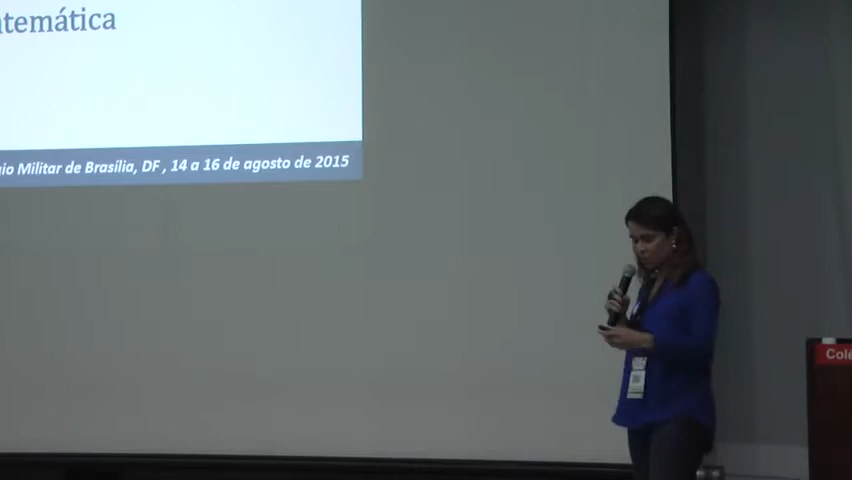 temática
io Militar de Brasília, DF , 14 a 16 de agosto de 2015
Colé